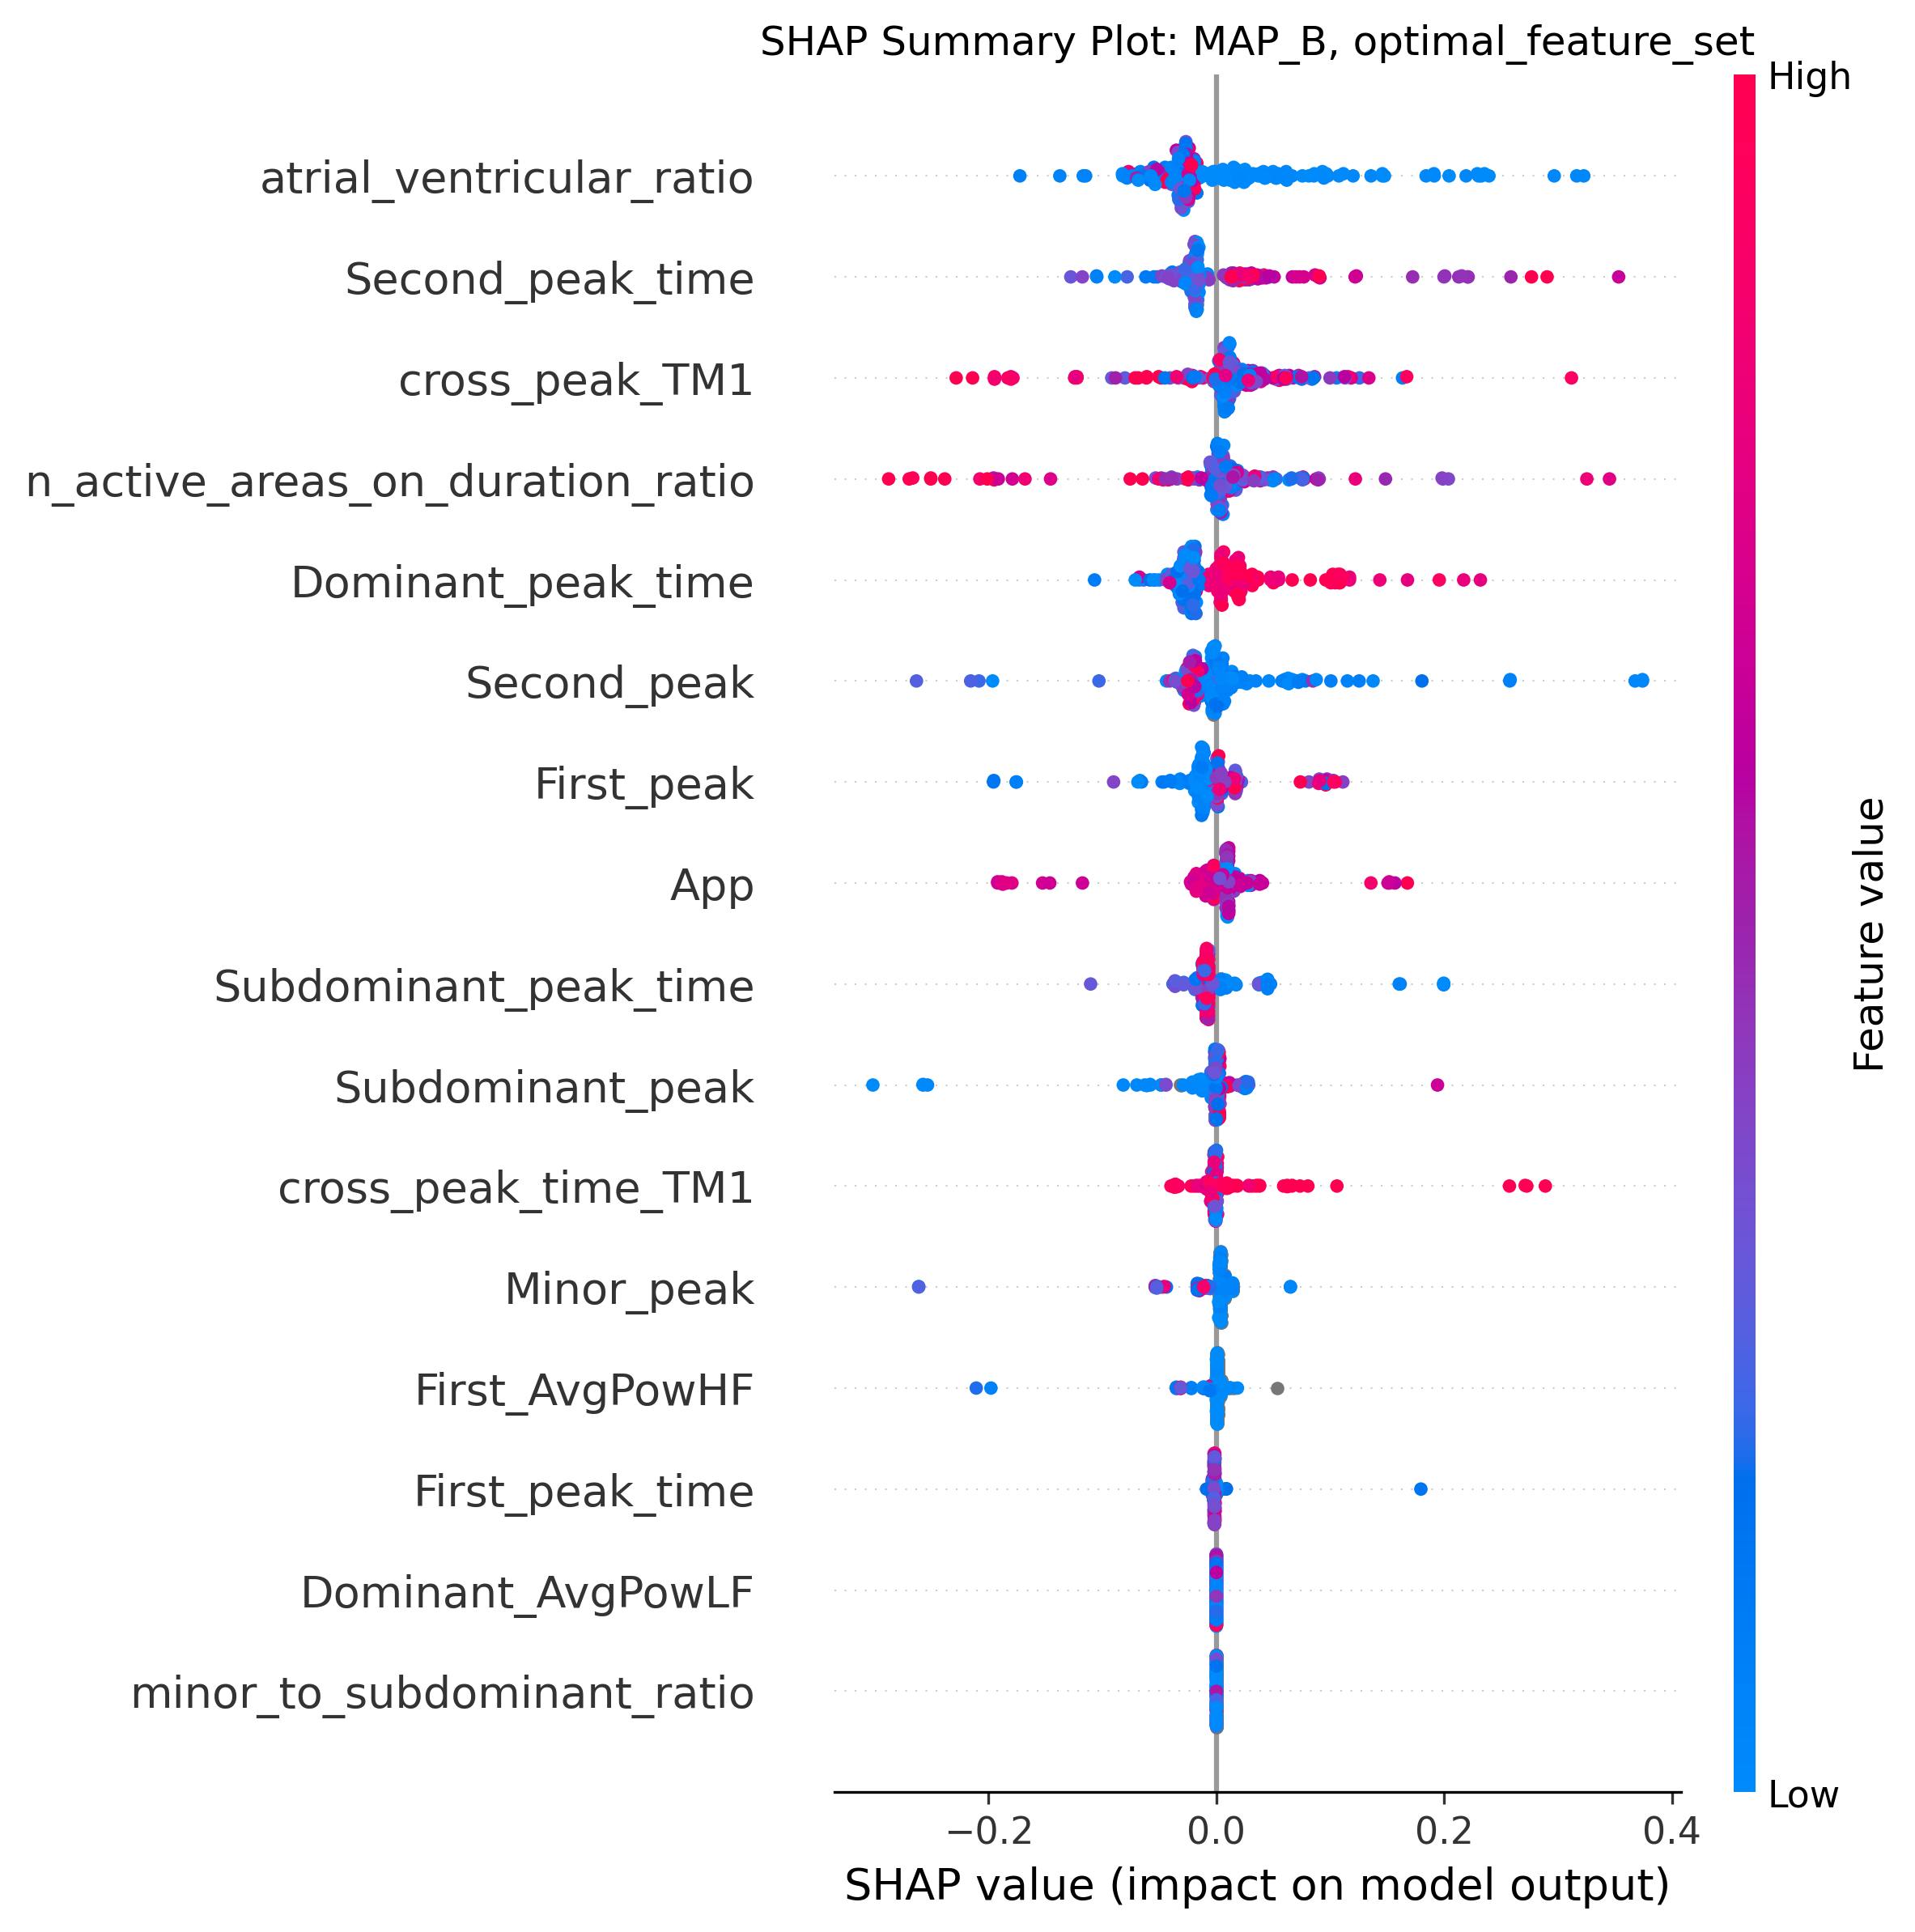 SHAP Summary Plot: MAP_B, optimal_feature_set
High
atrial_ventricular_ratio
Second_peak_time
cross_peak_TM1
n_active_areas_on_duration_ratio
Dominant_peak_time
Second_peak
First_peak
App
Subdominant_peak_time
Subdominant_peak
cross_peak_time_TM1
Minor_peak
First_AvgPowHF
First_peak_time
Dominant_AvgPowLF
minor_to_subdominant_ratio
Feature value
Low
−0.2 0.0 0.2 0.4
SHAP value (impact on model output)